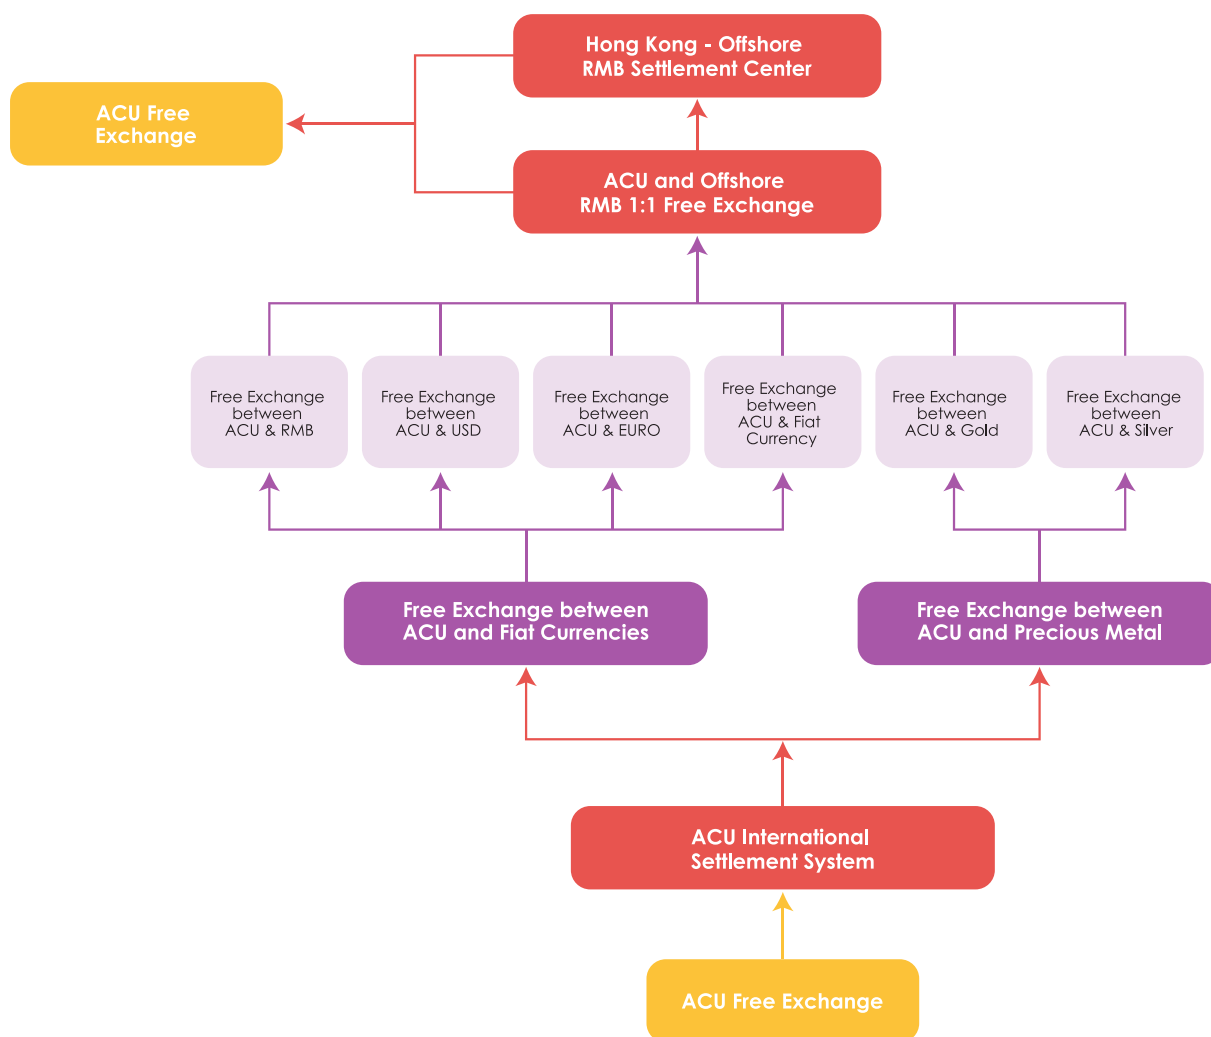 Hong Kong - Offshore
RMB Settlement Center
ACU Free
Exchange
ACU and Offshore
RMB 1:1 Free Exchange
Free Exchange
between
ACU & RMB
Free Exchange
between
ACU & USD
Free Exchange
between
ACU & EURO
Free Exchange
between
ACU & Fiat
Currency
Free Exchange
between
ACU & Gold
Free Exchange
between
ACU & Silver
Free Exchange between
ACU and Fiat Currencies
Free Exchange between
ACU and Precious Metal
ACU International
Settlement System
ACU Free Exchange